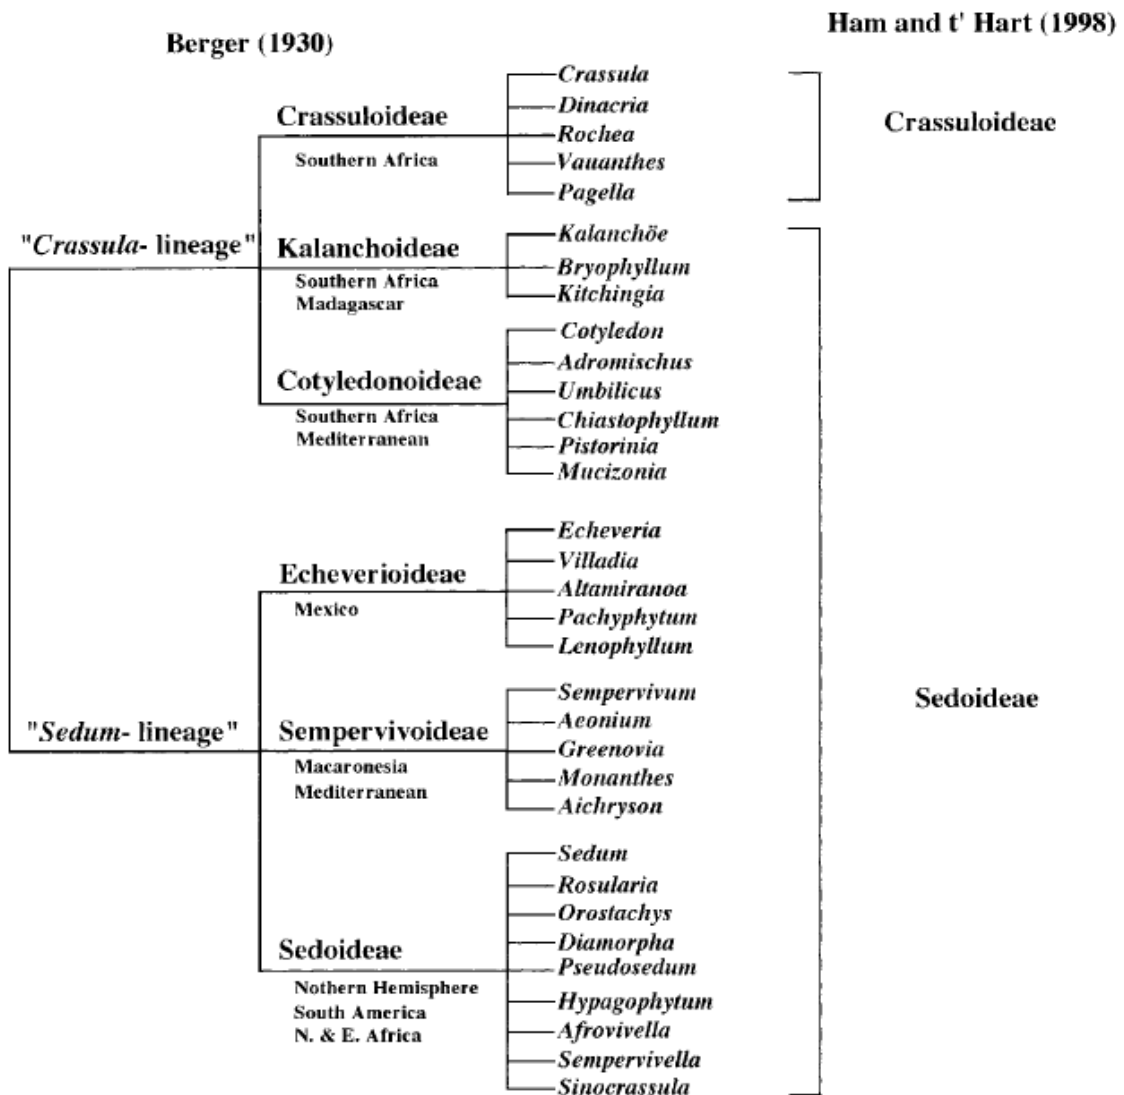 Berger (1930)
Ham and t' Hart (1998)
Crassula
Dinacria
Crassuloideae
Rochea
Southern Africa
Vauanthes
Pagella
Crassuloideae
"Crassula- lineage"
Kalanchoideae
Southern Africa
Madagascar
Kalanchöe
Bryophyllum
Kitchingia
Cotyledonoideae
Southern Africa
Mediterranean
Cotyledon
Adromischus
Umbilicus
Chiastophyllum
Pistorinia
Mucizonia
Echeverioideae
Mexico
Echeveria
Villadia
Altamiranoa
Pachyphytum
Lenophyllum
"Sedum- lineage"
Sempervivoideae
Macaronesia
Mediterranean
Sempervivum
Aeonium
Greenovia
Monanthes
Aichryson
Sedoideae
Sedoideae
Nothern Hemisphere
South America
N. & E. Africa
Sedum
Rosularia
Orostachys
Diamorpha
Pseudosedum
Hypagophytum
Afrovivella
Sempervivella
Sinocrassula